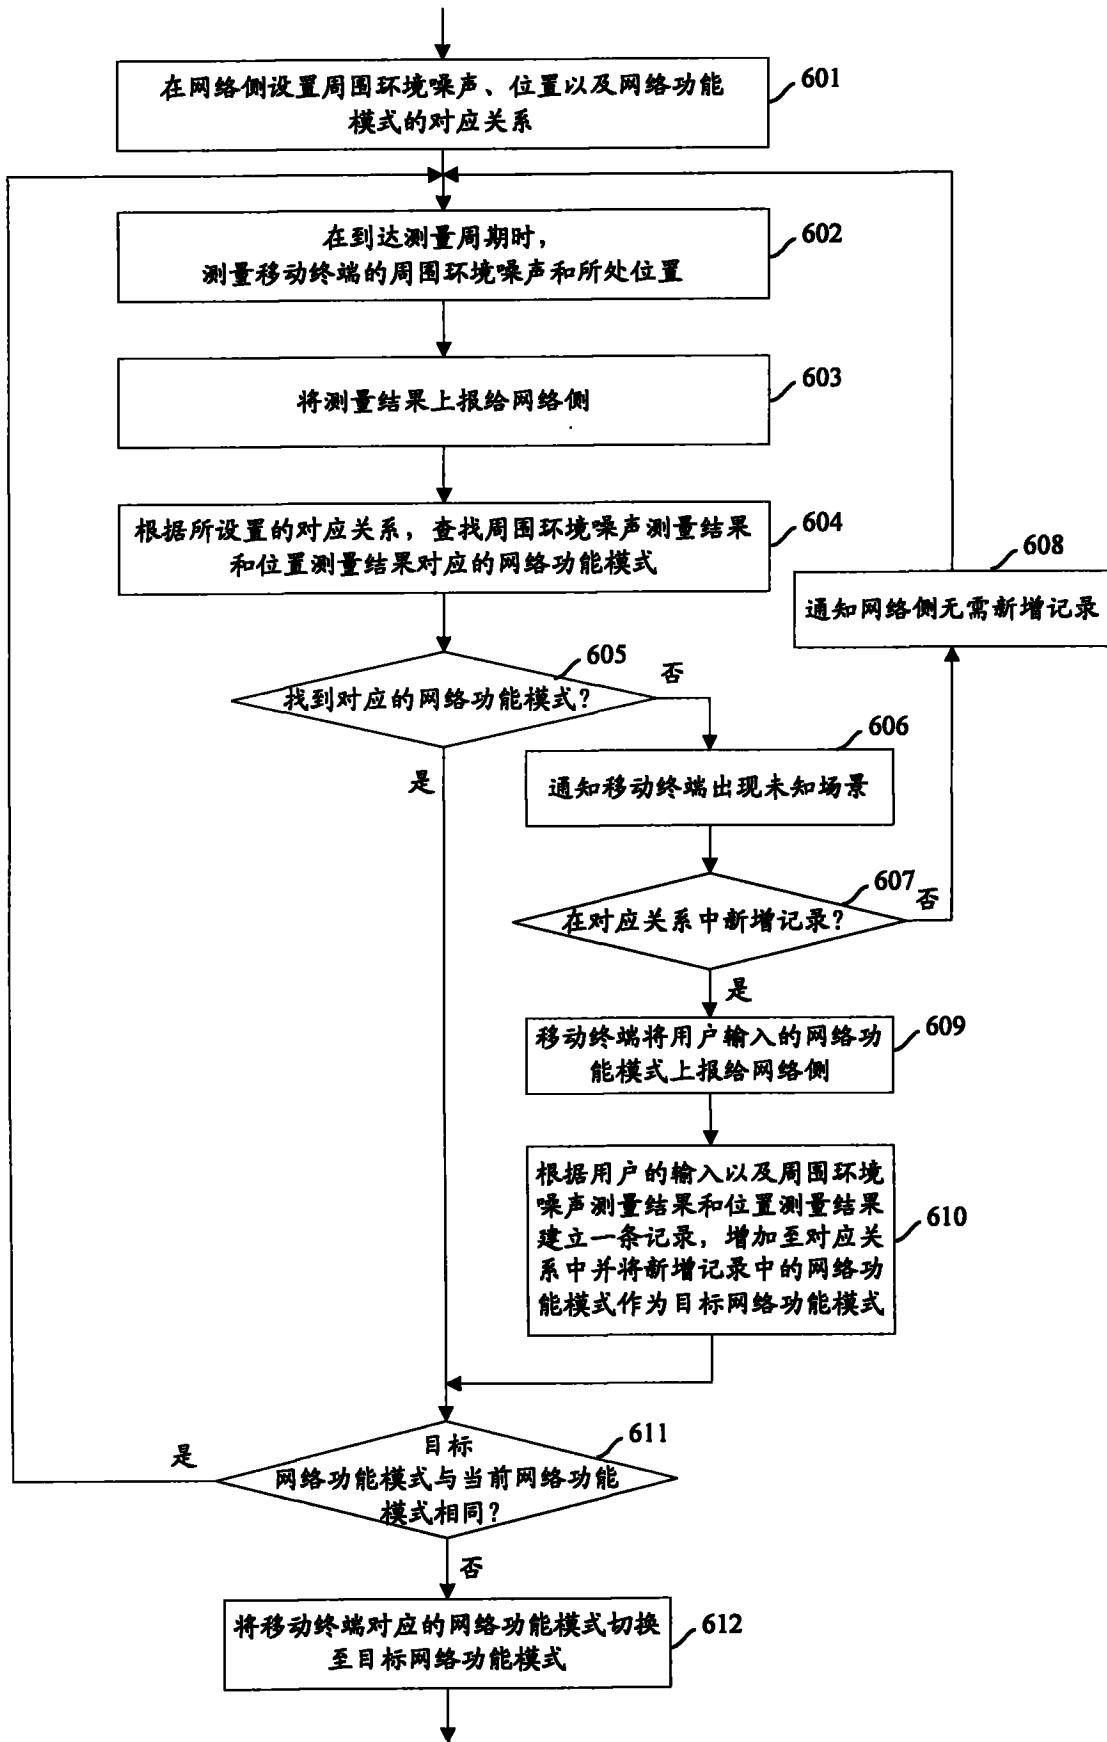 在网络侧设置周围环境噪声、位置以及网络功能
模式的对应关系
601
在到达测量周期时，
测量移动终端的周围环境噪声和所处位置
602
将测量结果上报给网络侧
603
根据所设置的对应关系，查找周围环境噪声测量结果
和位置测量结果对应的网络功能模式
604
608
通知网络侧无需新增记录
605
找到对应的网络功能模式？
否
是
606
通知移动终端出现未知场景
607
在对应关系中新增记录？
否
是
移动终端将用户输入的网络功
能模式上报给网络侧
609
根据用户的输入以及周围环境
噪声测量结果和位置测量结果
建立一条记录，增加至对应关
系中并将新增记录中的网络功
能模式作为目标网络功能模式
610
611
是
目标
网络功能模式与当前网络功能
模式相同？
否
将移动终端对应的网络功能模式切换
至目标网络功能模式
612